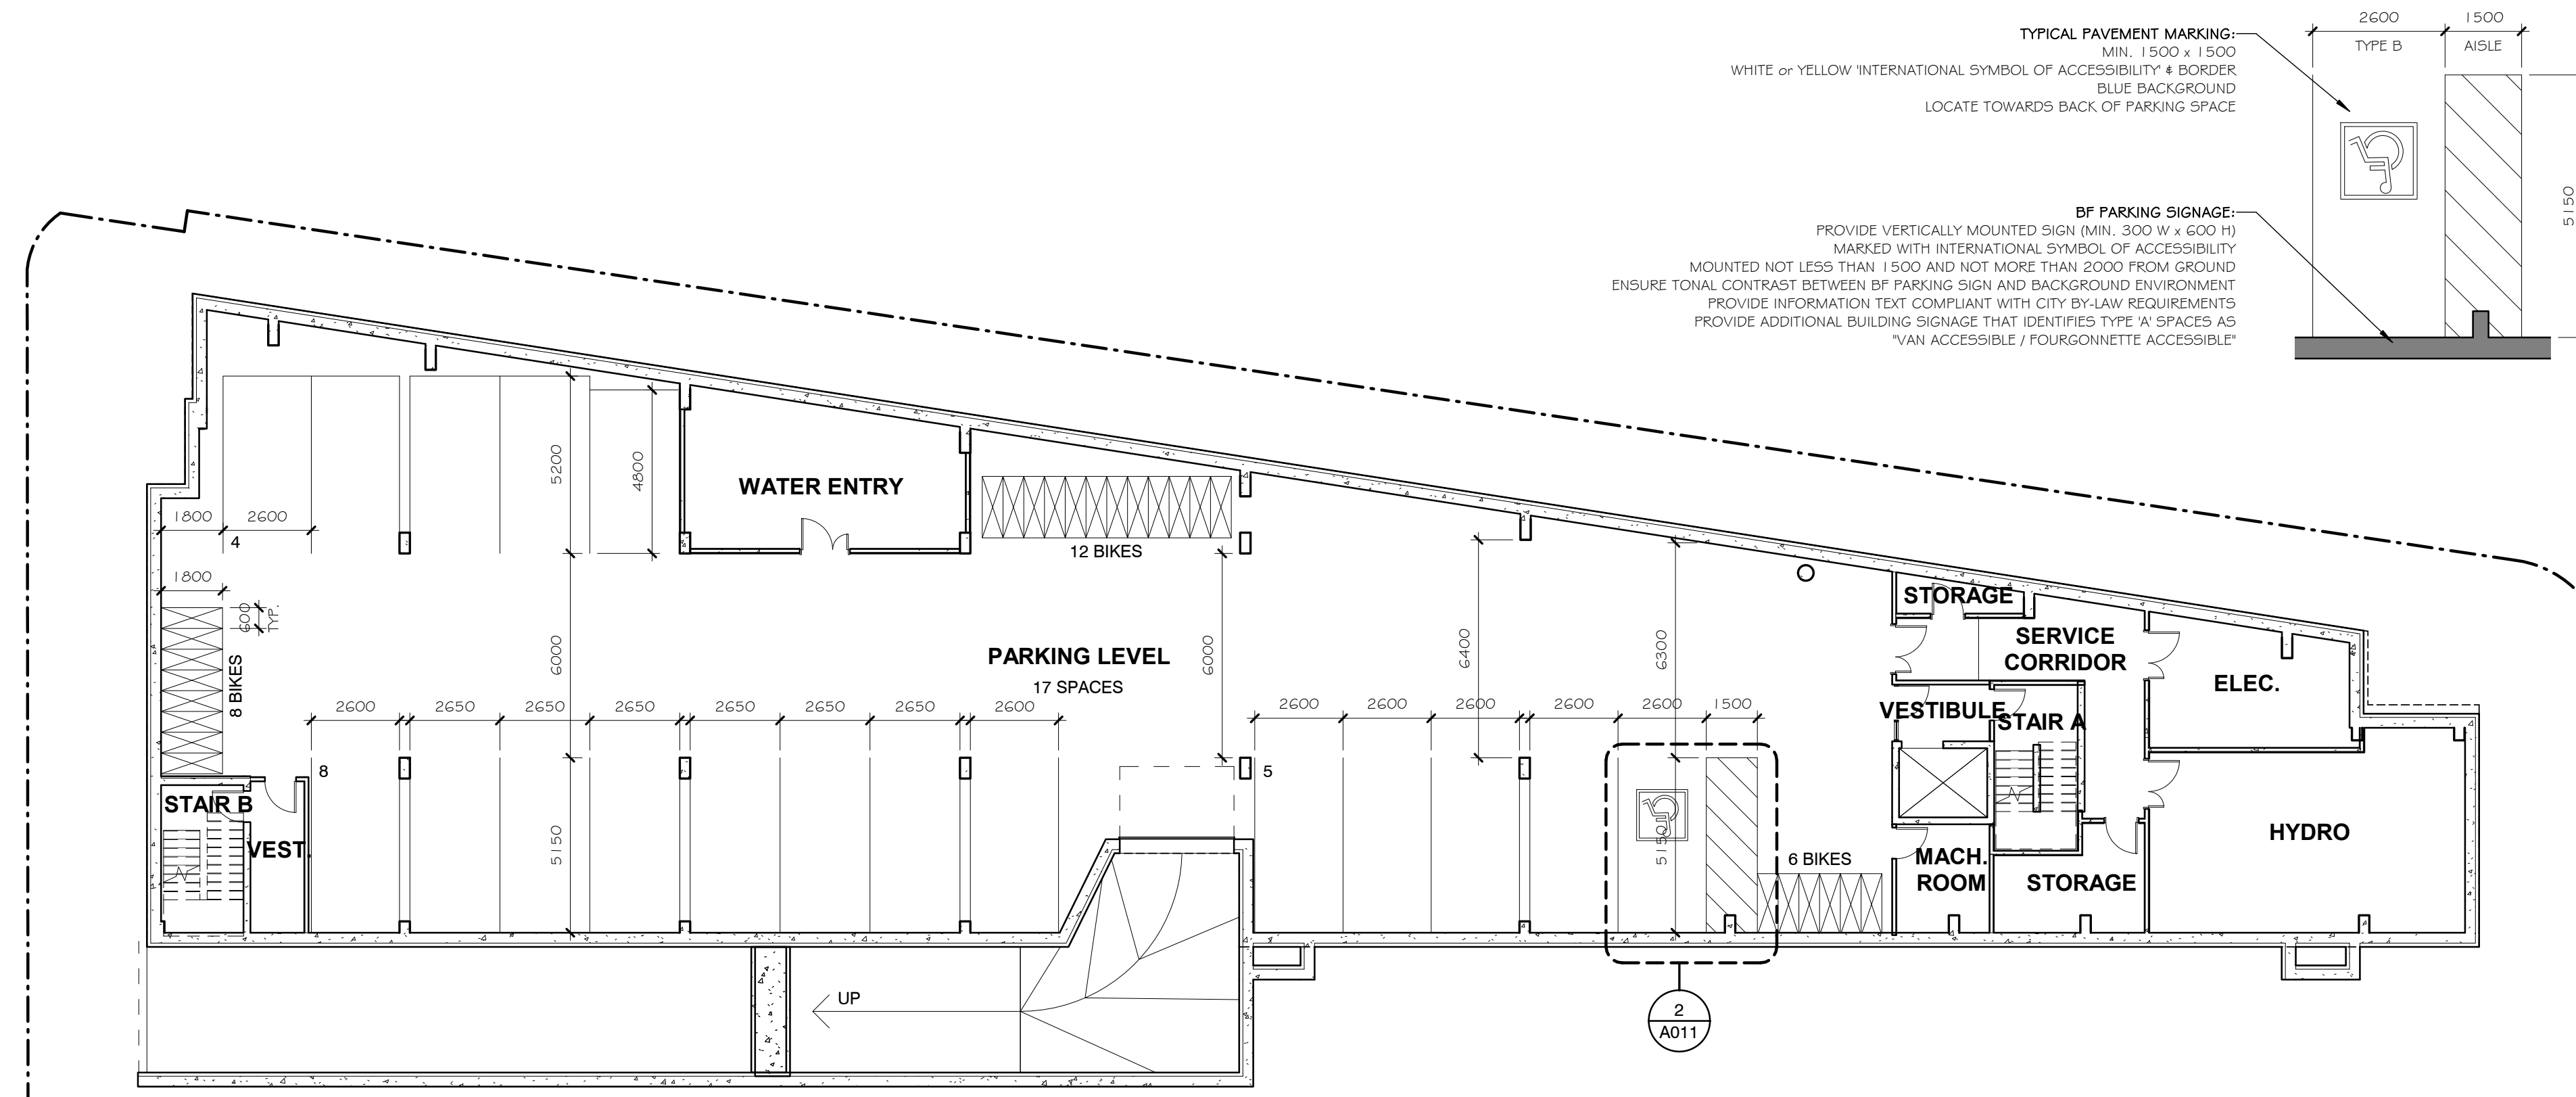 2600
1500
TYPE B
AISLE
5150
TYPICAL PAVEMENT MARKING:
MIN. 1500 x 1500
WHITE or YELLOW 'INTERNATIONAL SYMBOL OF ACCESSIBILITY' & BORDER
BLUE BACKGROUND
LOCATE TOWARDS BACK OF PARKING SPACE
BF PARKING SIGNAGE:
PROVIDE VERTICALLY MOUNTED SIGN (MIN. 300 W x 600 H)
MARKED WITH INTERNATIONAL SYMBOL OF ACCESSIBILITY
MOUNTED NOT LESS THAN 1500 AND NOT MORE THAN 2000 FROM GROUND
ENSURE TONAL CONTRAST BETWEEN BF PARKING SIGN AND BACKGROUND ENVIRONMENT
PROVIDE INFORMATION TEXT COMPLIANT WITH CITY BY-LAW REQUIREMENTS
PROVIDE ADDITIONAL BUILDING SIGNAGE THAT IDENTIFIES TYPE 'A' SPACES AS
"VAN ACCESSIBLE / FOURGONNETTE ACCESSIBLE"
5200
4800
WATER ENTRY
1800
2600
4
12 BIKES
1800
600
TYP.
8 BIKES
6000
PARKING LEVEL
17 SPACES
6000
6400
6300
STORAGE
SERVICE
CORRIDOR
ELEC.
VESTIBULE
STAIR A
2600
2650
2650
2650
2650
2650
2650
2600
2600
2600
2600
2600
2600
1500
8
5
STAIR B
VEST.
5150
5150
6 BIKES
MACH.
ROOM
STORAGE
HYDRO
UP
2
A011